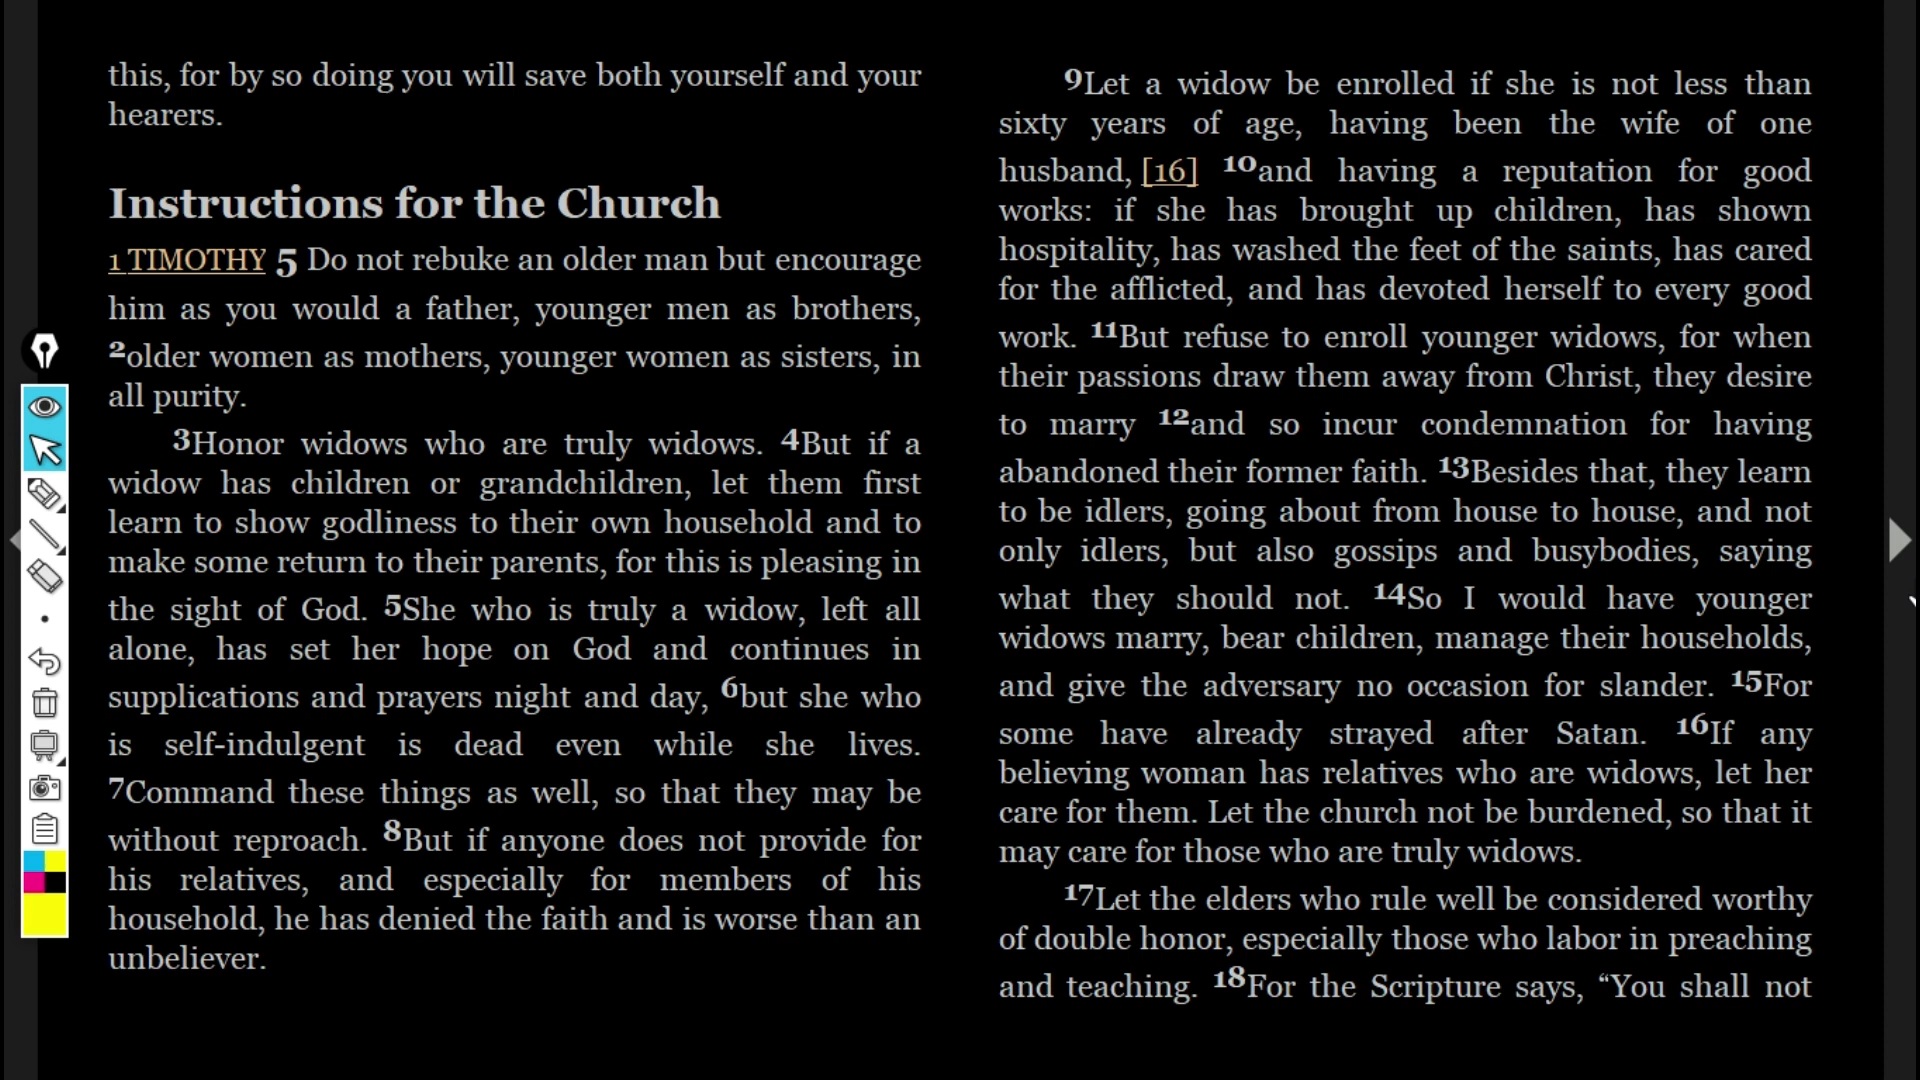 this, for by so doing you will save both yourself and your
hearers.
Instructions for the Church
1 TIMOTHY 5 Do not rebuke an older man but encourage
him as you would a father, younger men as brothers,
2older women as mothers, younger women as sisters, in
all purity.
3Honor widows who are truly widows. 4But if a
widow has children or grandchildren, let them first
learn to show godliness to their own household and to
make some return to their parents, for this is pleasing in
the sight of God. 5She who is truly a widow, left all
alone, has set her hope on God and continues in
supplications and prayers night and day, 6but she who
is self-indulgent is dead even while she lives.
7Command these things as well, so that they may be
without reproach. 8But if anyone does not provide for
his relatives, and especially for members of his
household, he has denied the faith and is worse than an
unbeliever.
9Let a widow be enrolled if she is not less than
sixty years of age, having been the wife of one
husband, [16] 10and having a reputation for good
works: if she has brought up children, has shown
hospitality, has washed the feet of the saints, has cared
for the afflicted, and has devoted herself to every good
work. 11But refuse to enroll younger widows, for when
their passions draw them away from Christ, they desire
to marry 12and so incur condemnation for having
abandoned their former faith. 13Besides that, they learn
to be idlers, going about from house to house, and not
only idlers, but also gossips and busybodies, saying
what they should not. 14So I would have younger
widows marry, bear children, manage their households,
and give the adversary no occasion for slander. 15For
some have already strayed after Satan. 16If any
believing woman has relatives who are widows, let her
care for them. Let the church not be burdened, so that it
may care for those who are truly widows.
17Let the elders who rule well be considered worthy
of double honor, especially those who labor in preaching
and teaching. 18For the Scripture says, “You shall not